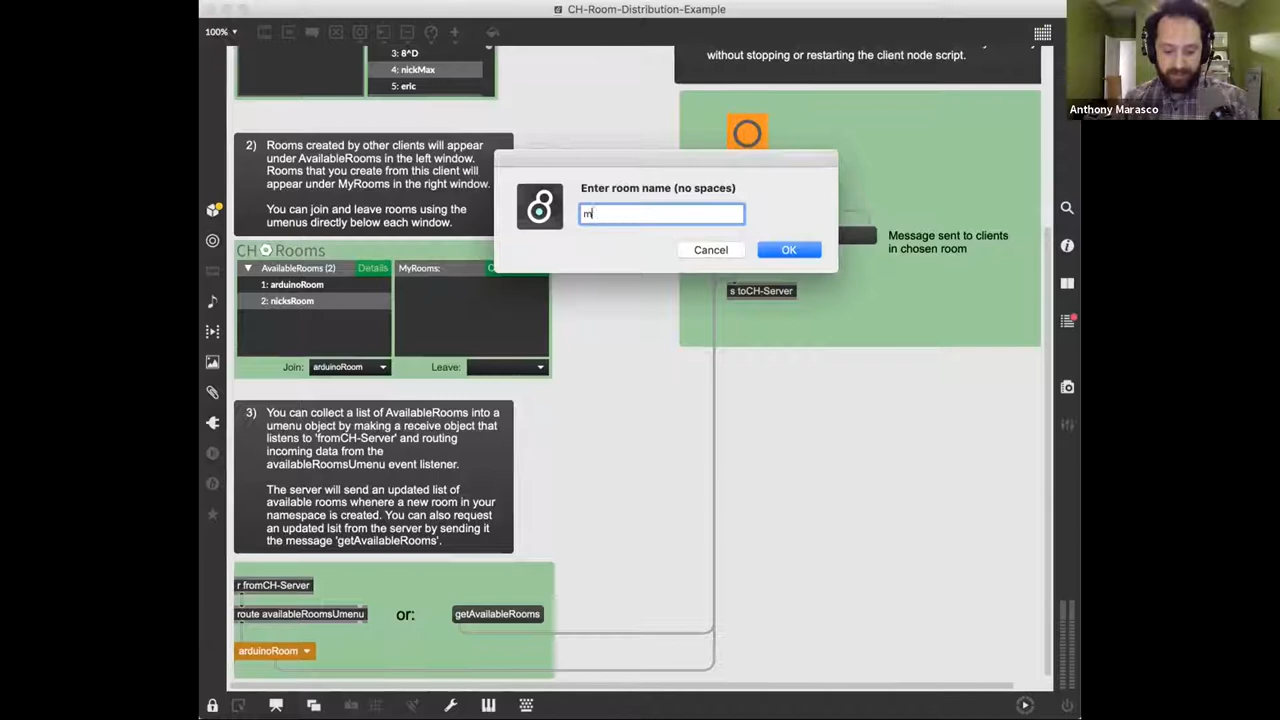 CH-Room-Distribution-Example
100%
3: 8^D
4: nickMax
5: eric
without stopping or restarting the client node script.
Anthony Marasco
2) Rooms created by other clients will appear
under AvailableRooms in the left window.
Rooms that you create from this client will
appear under MyRooms in the right window.
You can join and leave rooms using the
umenus directly below each window.
Enter room name (no spaces)
m
Cancel
OK
Message sent to clients
in chosen room
s toCH-Server
CH Rooms
AvailableRooms (2) Details MyRooms:
1: arduinoRoom
2: nicksRoom
Join: arduinoRoom Leave:
3) You can collect a list of AvailableRooms into a
umenu object by making a receive object that
listens to 'fromCH-Server' and routing
incoming data from the
availableRoomsUmenu event listener.
The server will send an updated list of
available rooms whenere a new room in your
namespace is created. You can also request
an updated lsit from the server by sending it
the message 'getAvailableRooms'.
r fromCH-Server
route availableRoomsUmenu or: getAvailableRooms
arduinoRoom